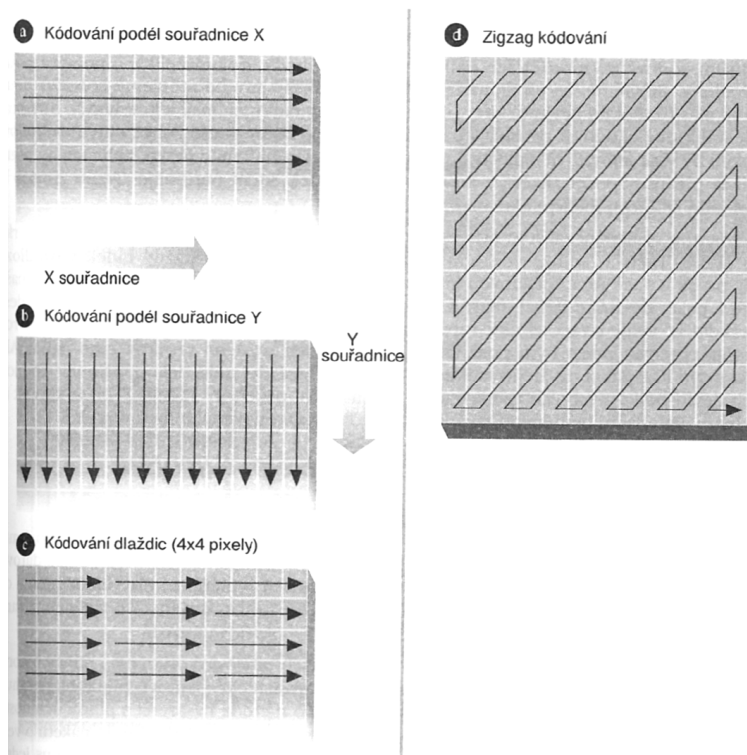 a Kódování podél souřadnice X
X souřadnice
b Kódování podél souřadnice Y
Y
souřadnice
c Kódování dlaždic (4x4 pixely)
d Zigzag kódování